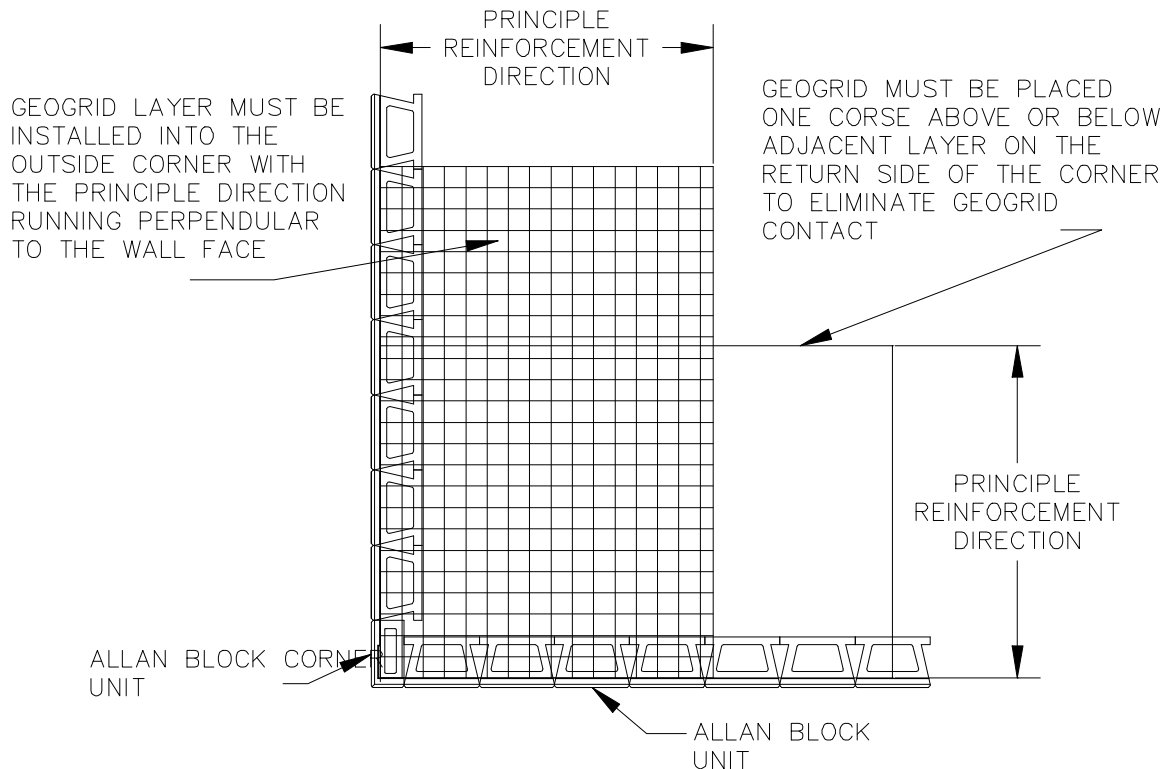 PRINCIPLE
REINFORCEMENT
DIRECTION
GEOGRID LAYER MUST BE
INSTALLED INTO THE
OUTSIDE CORNER WITH
THE PRINCIPLE DIRECTION
RUNNING PERPENDULAR
TO THE WALL FACE
GEOGRID MUST BE PLACED
ONE CORSE ABOVE OR BELOW
ADJACENT LAYER ON THE
RETURN SIDE OF THE CORNER
TO ELIMINATE GEOGRID
CONTACT
PRINCIPLE
REINFORCEMENT
DIRECTION
ALLAN BLOCK CORNER
UNIT
ALLAN BLOCK
UNIT